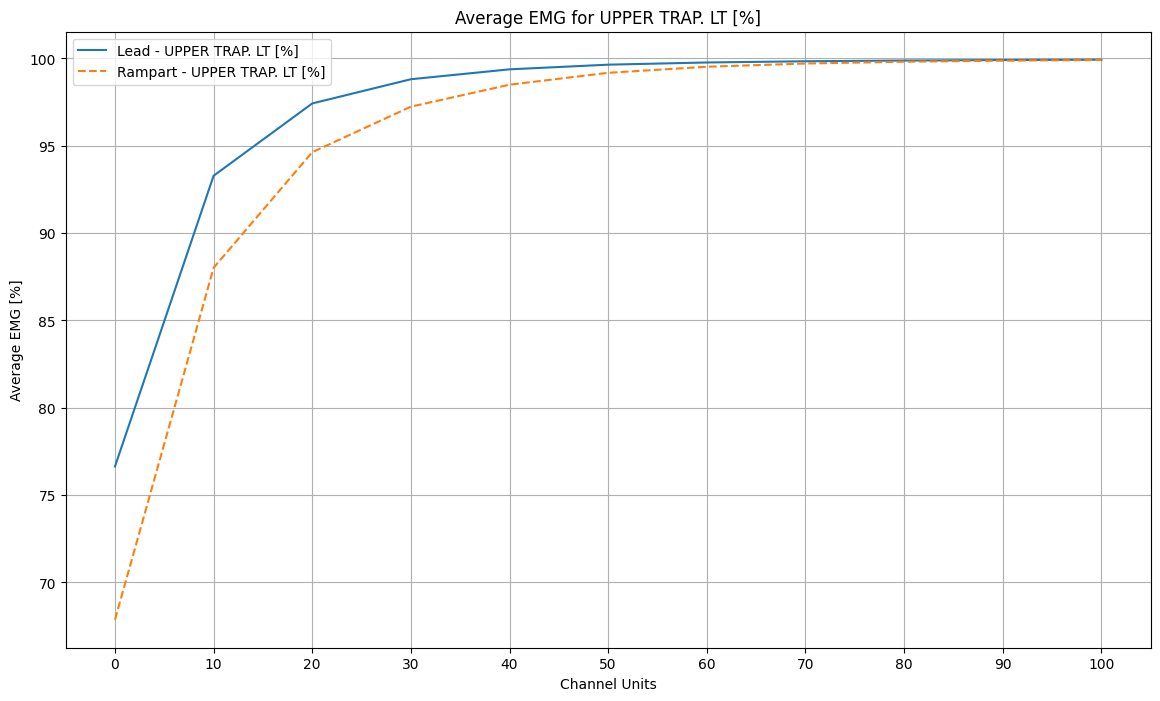 Average EMG for UPPER TRAP. LT [%]
Lead - UPPER TRAP. LT [%]
Rampart - UPPER TRAP. LT [%]
Average EMG [%]
100
95
90
85
80
75
70
0 10 20 30 40 50 60 70 80 90 100
Channel Units